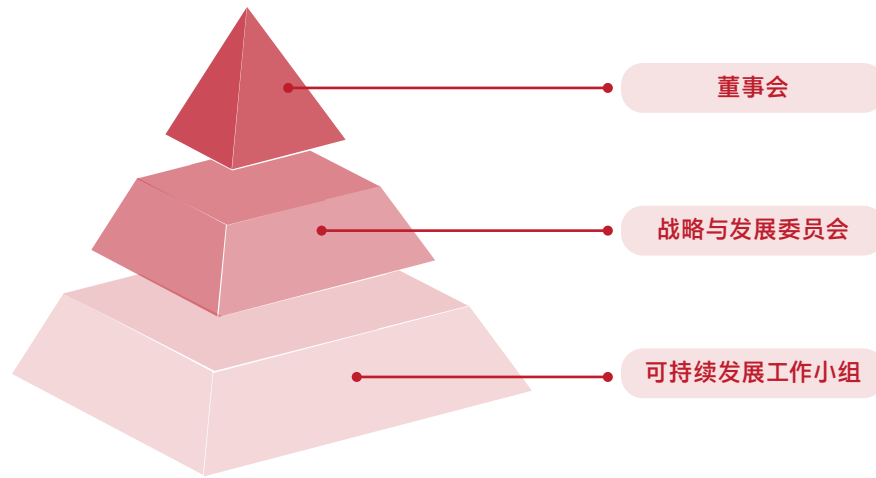 董事会
战略与发展委员会
可持续发展工作小组